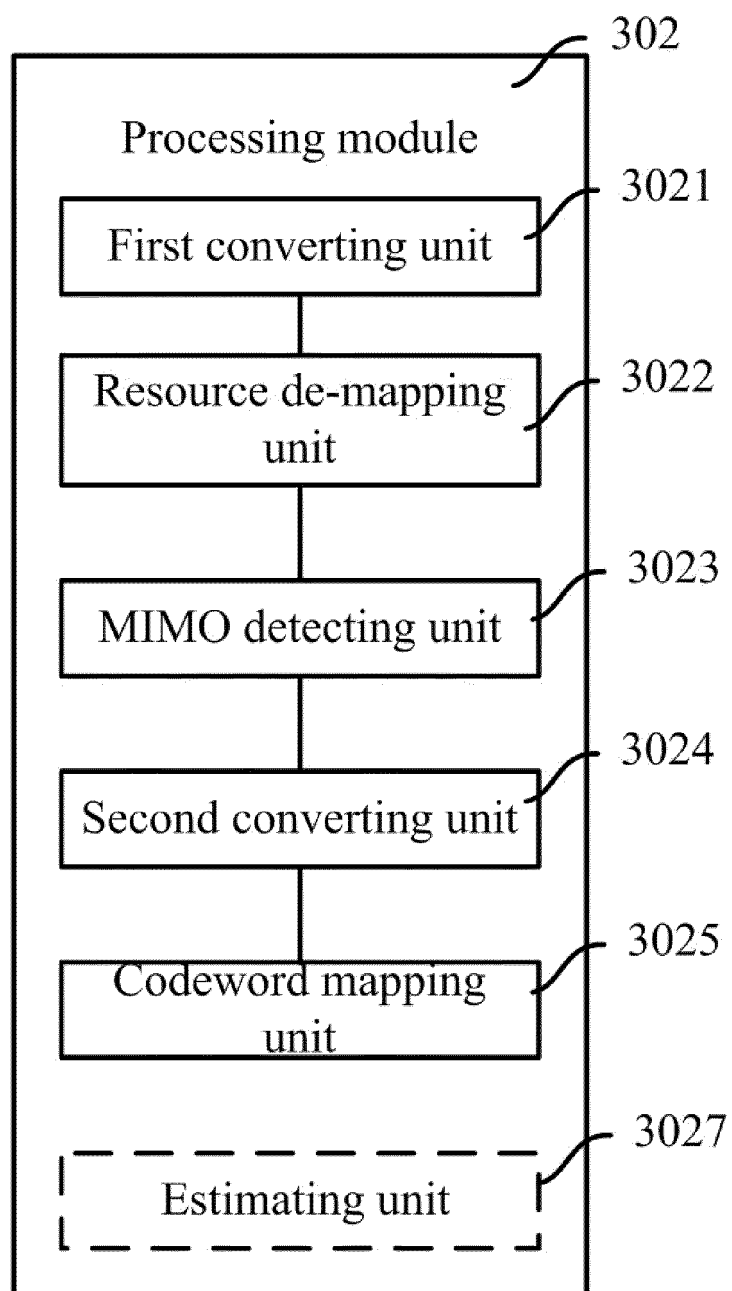 302
Processing module
3021
First converting unit
3022
Resource de-mapping
unit
3023
MIMO detecting unit
3024
Second converting unit
3025
Codeword mapping
unit
3027
Estimating unit